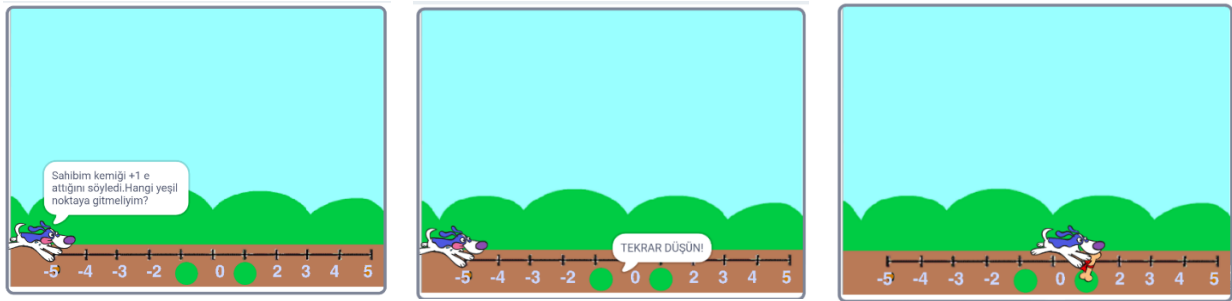 Sahibim kemiği +1 e
attığını söyledi.Hangi yeşil
noktaya gitmeliyim?
-5 -4 -3 -2 0 2 3 4 5
TEKRAR DÜŞÜN!
-5 -4 -3 -2 0 2 3 4 5
-5 -4 -3 -2 0 2 3 4 5